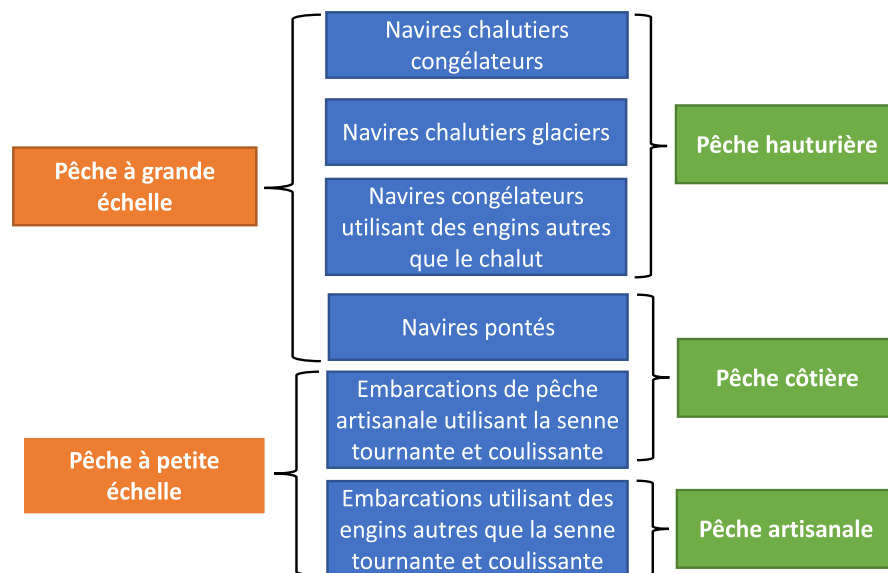 Navires chalutiers
congélateurs
Navires chalutiers glaciers
Pêche hauturière
Pêche à grande
échelle
Navires congélateurs
utilisant des engins autres
que le chalut
Navires pontés
Pêche côtière
Embarcations de pêche
artisanale utilisant la senne
tournante et coulissante
Pêche à petite
échelle
Embarcations utilisant des
engins autres que la senne
tournante et coulissante
Pêche artisanale